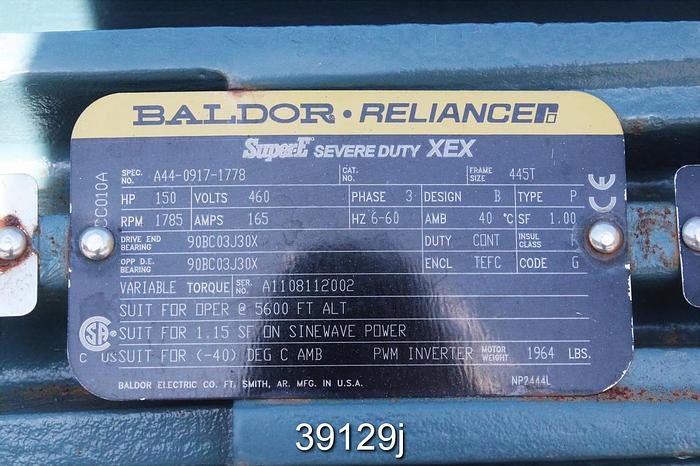 BALDOR • RELIANCE
Super-E SEVERE DUTY XEX
SPEC. NO. A44-0917-1778 CAT. NO. FRAME SIZE 445T
HP 150 VOLTS 460 PHASE 3 DESIGN B TYPE P
RPM 1785 AMPS 165 HZ 6-60 AMB 40 °C SF 1.00
DRIVE END BEARING 90BC03J30X DUTY CONT INSUL CLASS
OPP D.E. BEARING 90BC03J30X ENCL TEFC CODE G
VARIABLE TORQUE SER. NO. A1108112002
SUIT FOR OPER @ 5600 FT ALT
SUIT FOR 1.15 SF ON SINEWAVE POWER
SUIT FOR (-40) DEG C AMB PWM INVERTER MOTOR WEIGHT 1964 LBS.
BALDOR ELECTRIC CO. FT. SMITH, AR. MFG. IN U.S.A. NP2444L
CC010A
CE
SA
C US
39129j